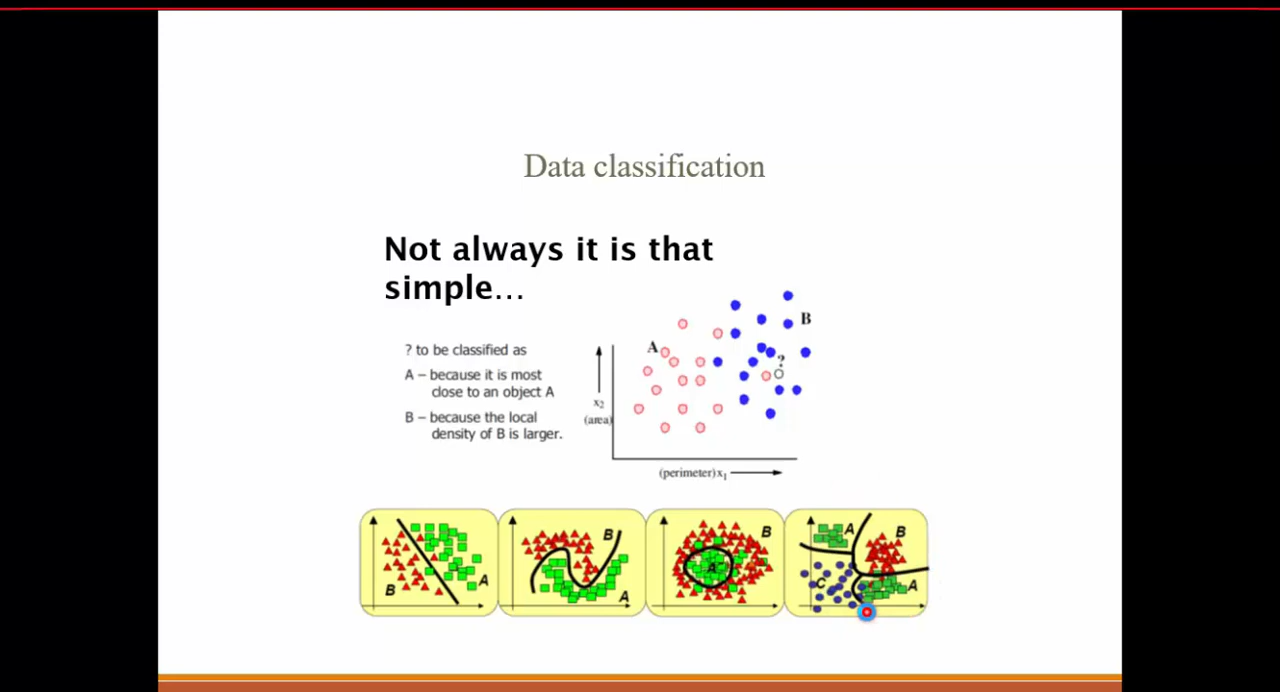 Data classification
Not always it is that
simple...
? to be classified as
A – because it is most
close to an object A
B – because the local
density of B is larger.
A
B
?
x2
(area)
(perimeter)x1
B
A
B
A
B
A
A
B
C
A